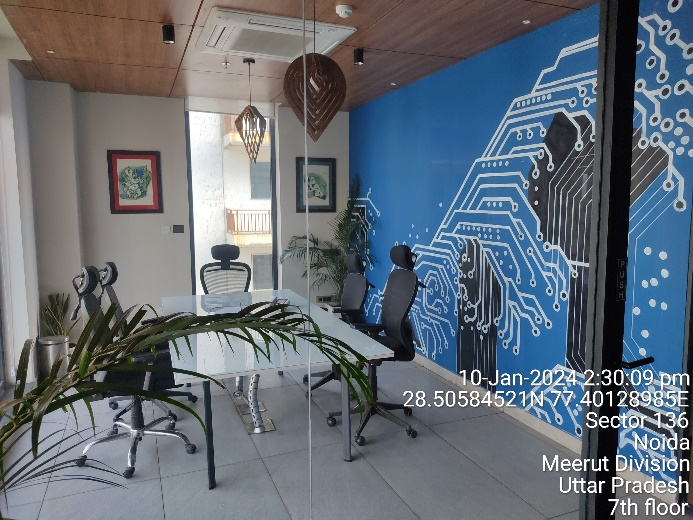 PUSH
10-Jan-2024 2:30:09 pm
28.50584521N 77.40128985E
Sector 136
Noida
Meerut Division
Uttar Pradesh
7th floor